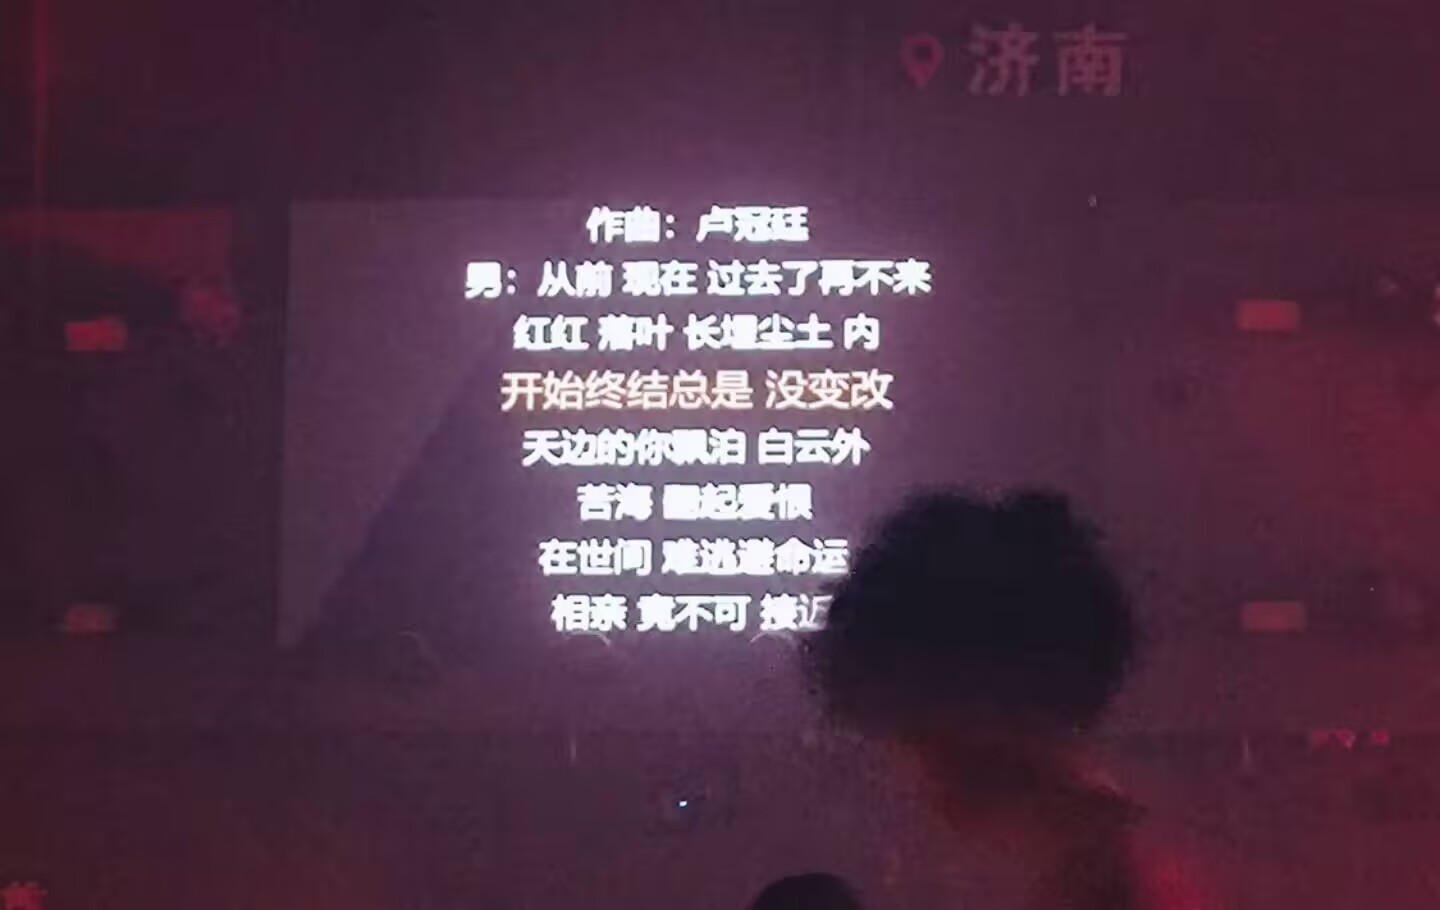 济南
作曲：卢冠廷
男：从前 现在 过去了再不来
红红 落叶 长埋尘土 内
开始终结总是 没变改
天边的你飘泊 白云外
苦海 翻起爱恨
在世间 难逃避命运
相亲 竟不可 接近